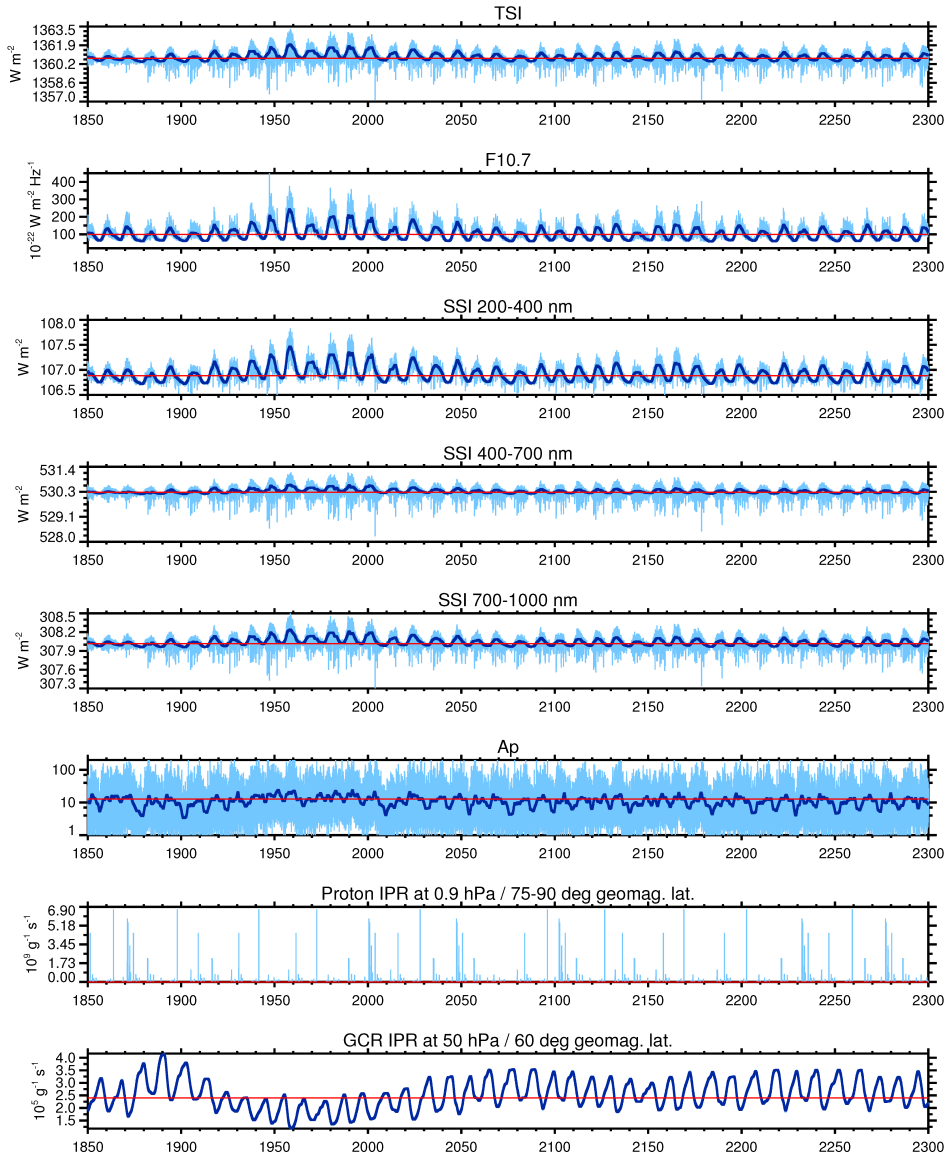 TSI
W m-2
1363.5
1361.9
1360.2
1358.6
1357.0
1850 1900 1950 2000 2050 2100 2150 2200 2250 2300
F10.7
10-22 W m-2 Hz-1
400
300
200
100
1850 1900 1950 2000 2050 2100 2150 2200 2250 2300
SSI 200-400 nm
W m-2
108.0
107.5
107.0
106.5
1850 1900 1950 2000 2050 2100 2150 2200 2250 2300
SSI 400-700 nm
W m-2
531.4
530.3
529.1
528.0
1850 1900 1950 2000 2050 2100 2150 2200 2250 2300
SSI 700-1000 nm
W m-2
308.5
308.2
307.9
307.6
307.3
1850 1900 1950 2000 2050 2100 2150 2200 2250 2300
Ap
100
10
1
1850 1900 1950 2000 2050 2100 2150 2200 2250 2300
Proton IPR at 0.9 hPa / 75-90 deg geomag. lat.
109 g-1 s-1
6.90
5.18
3.45
1.73
0.00
1850 1900 1950 2000 2050 2100 2150 2200 2250 2300
GCR IPR at 50 hPa / 60 deg geomag. lat.
105 g-1 s-1
4.0
3.5
3.0
2.5
2.0
1.5
1850 1900 1950 2000 2050 2100 2150 2200 2250 2300